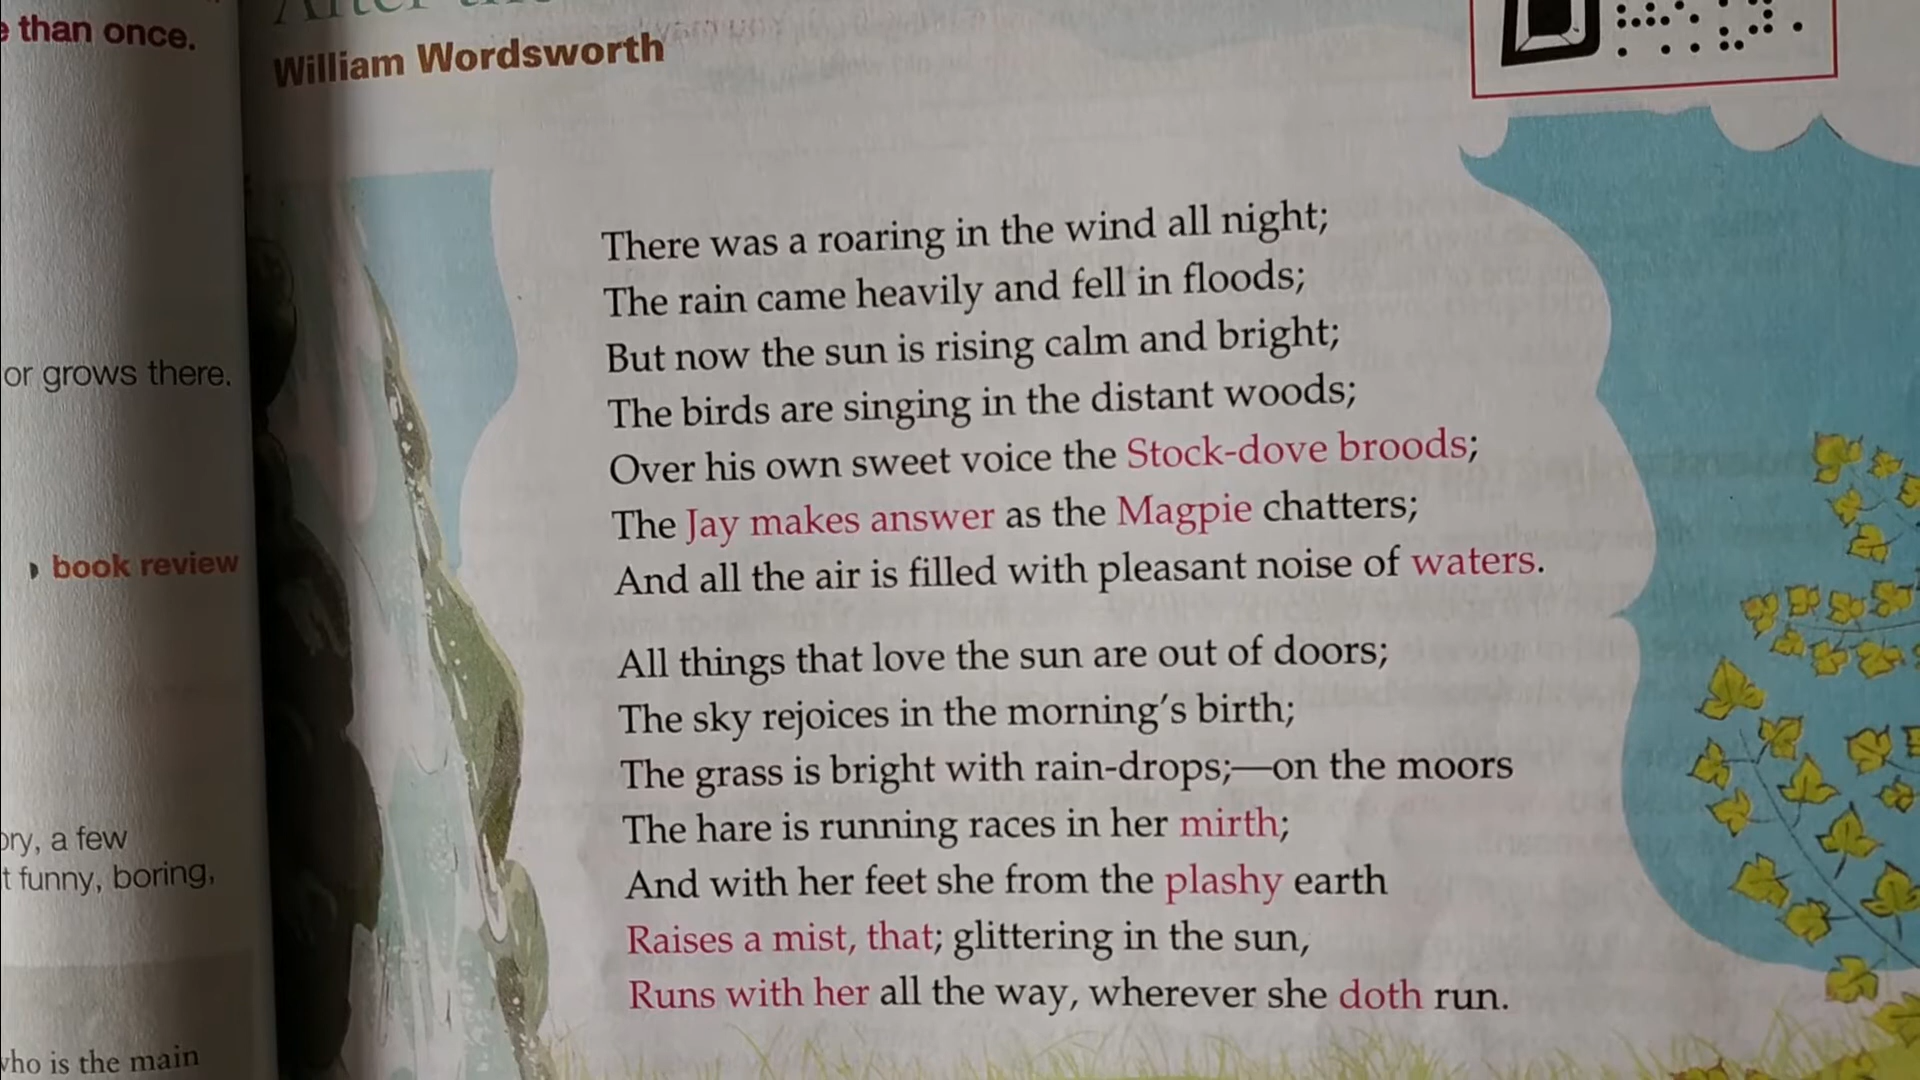 than once.
or grows there.
book review
ory, a few
t funny, boring,
who is the main
After the
William Wordsworth
There was a roaring in the wind all night;
The rain came heavily and fell in floods;
But now the sun is rising calm and bright;
The birds are singing in the distant woods;
Over his own sweet voice the Stock-dove broods;
The Jay makes answer as the Magpie chatters;
And all the air is filled with pleasant noise of waters.
All things that love the sun are out of doors;
The sky rejoices in the morning's birth;
The grass is bright with rain-drops;—on the moors
The hare is running races in her mirth;
And with her feet she from the plashy earth
Raises a mist, that; glittering in the sun,
Runs with her all the way, wherever she doth run.